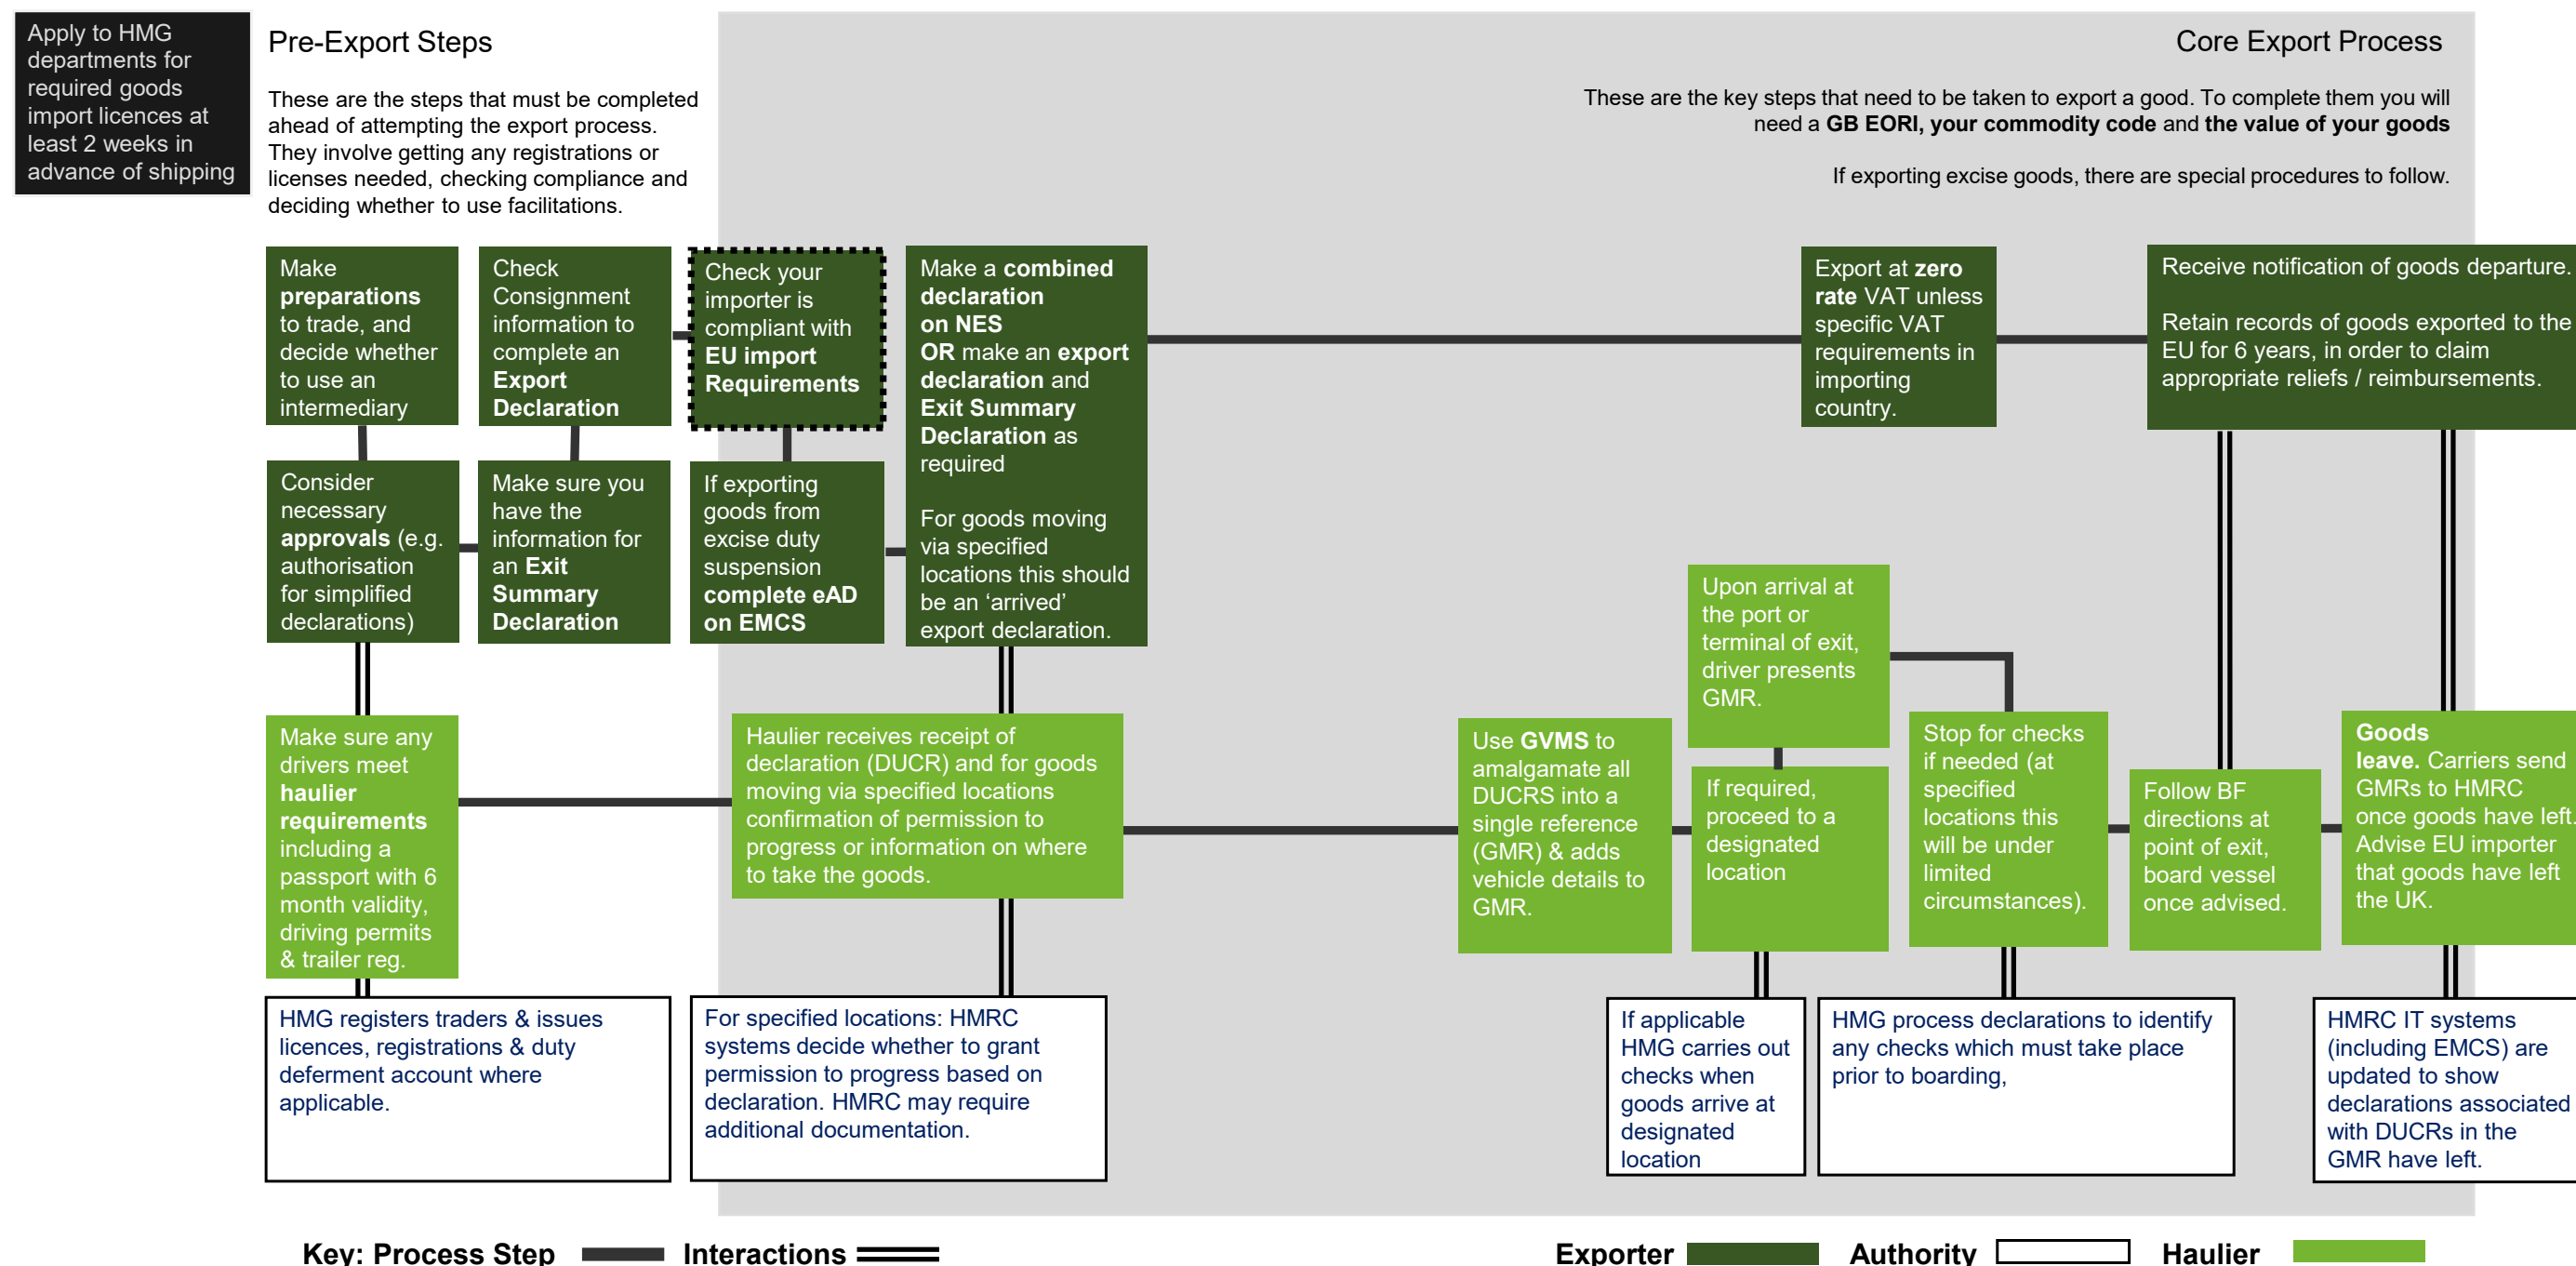 Apply to HMG
departments for
required goods
import licences at
least 2 weeks in
advance of shipping
Pre-Export Steps
These are the steps that must be completed
ahead of attempting the export process.
They involve getting any registrations or
licenses needed, checking compliance and
deciding whether to use facilitations.
Core Export Process
These are the key steps that need to be taken to export a good. To complete them you will
need a GB EORI, your commodity code and the value of your goods
If exporting excise goods, there are special procedures to follow.
Make
preparations
to trade, and
decide whether
to use an
intermediary
Check
Consignment
information to
complete an
Export
Declaration
Check your
importer is
compliant with
EU import
Requirements
Make a combined
declaration
on NES
OR make an export
declaration and
Exit Summary
Declaration as
required
For goods moving
via specified
locations this should
be an ‘arrived’
export declaration.
Export at zero
rate VAT unless
specific VAT
requirements in
importing
country.
Receive notification of goods departure.
Retain records of goods exported to the
EU for 6 years, in order to claim
appropriate reliefs / reimbursements.
Consider
necessary
approvals (e.g.
authorisation
for simplified
declarations)
Make sure you
have the
information for
an Exit
Summary
Declaration
If exporting
goods from
excise duty
suspension
complete eAD
on EMCS
Make sure any
drivers meet
haulier
requirements
including a
passport with 6
month validity,
driving permits
& trailer reg.
Haulier receives receipt of
declaration (DUCR) and for goods
moving via specified locations
confirmation of permission to
progress or information on where
to take the goods.
Use GVMS to
amalgamate all
DUCRS into a
single reference
(GMR) & adds
vehicle details to
GMR.
Upon arrival at
the port or
terminal of exit,
driver presents
GMR.
If required,
proceed to a
designated
location
Stop for checks
if needed (at
specified
locations this
will be under
limited
circumstances).
Follow BF
directions at
point of exit,
board vessel
once advised.
Goods
leave. Carriers send
GMRs to HMRC
once goods have left.
Advise EU importer
that goods have left
the UK.
HMG registers traders & issues
licences, registrations & duty
deferment account where
applicable.
For specified locations: HMRC
systems decide whether to grant
permission to progress based on
declaration. HMRC may require
additional documentation.
If applicable
HMG carries out
checks when
goods arrive at
designated
location
HMG process declarations to identify
any checks which must take place
prior to boarding,
HMRC IT systems
(including EMCS) are
updated to show
declarations associated
with DUCRs in the
GMR have left.
Key: Process Step
Interactions
Exporter
Authority
Haulier